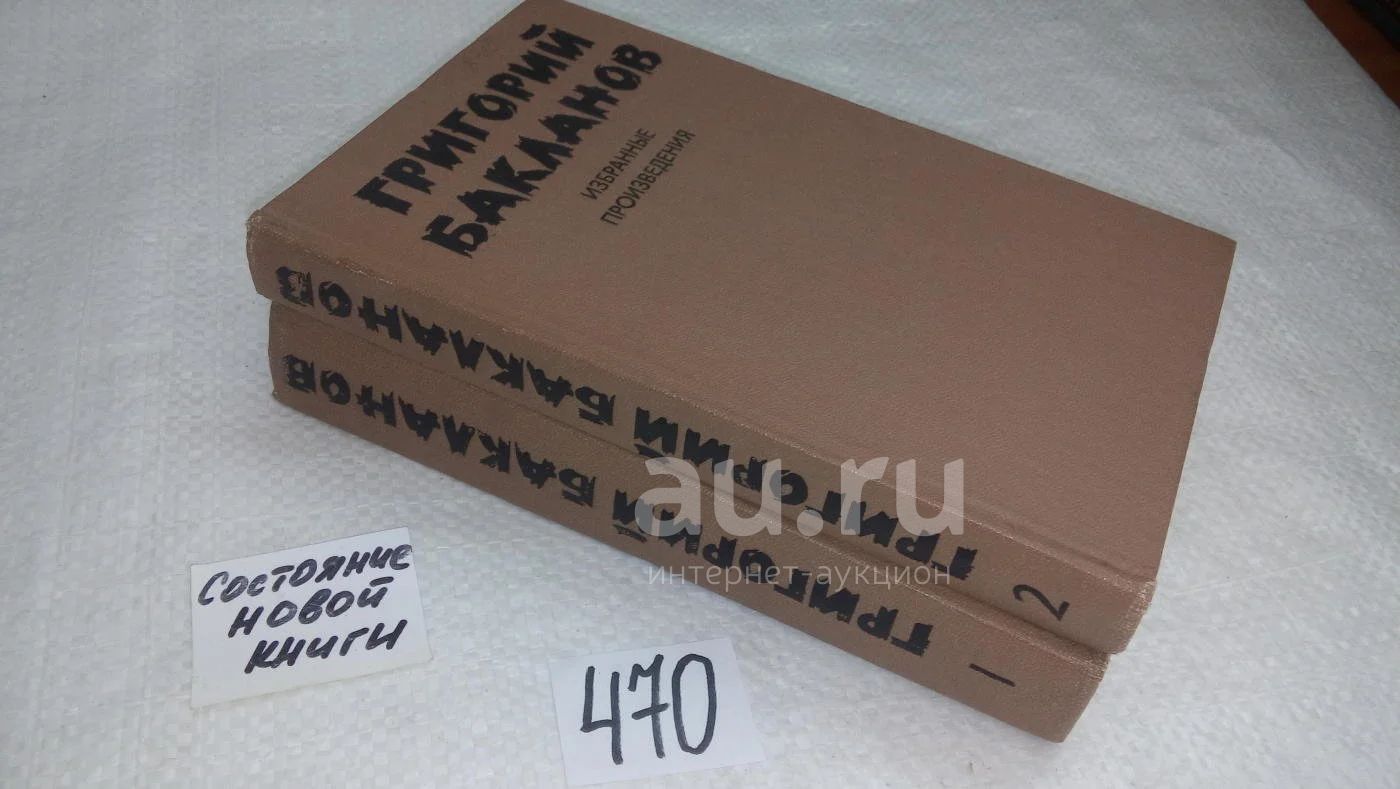 ГРИГОРИЙ
БАКЛАНОВ
ИЗБРАННЫЕ
ПРОИЗВЕДЕНИЯ
ГРИГОРИЙ БАКЛАНОВ 2
ГРИГОРИЙ БАКЛАНОВ 1
au.ru
интернет-аукцион
Состояние
новой
книги
470